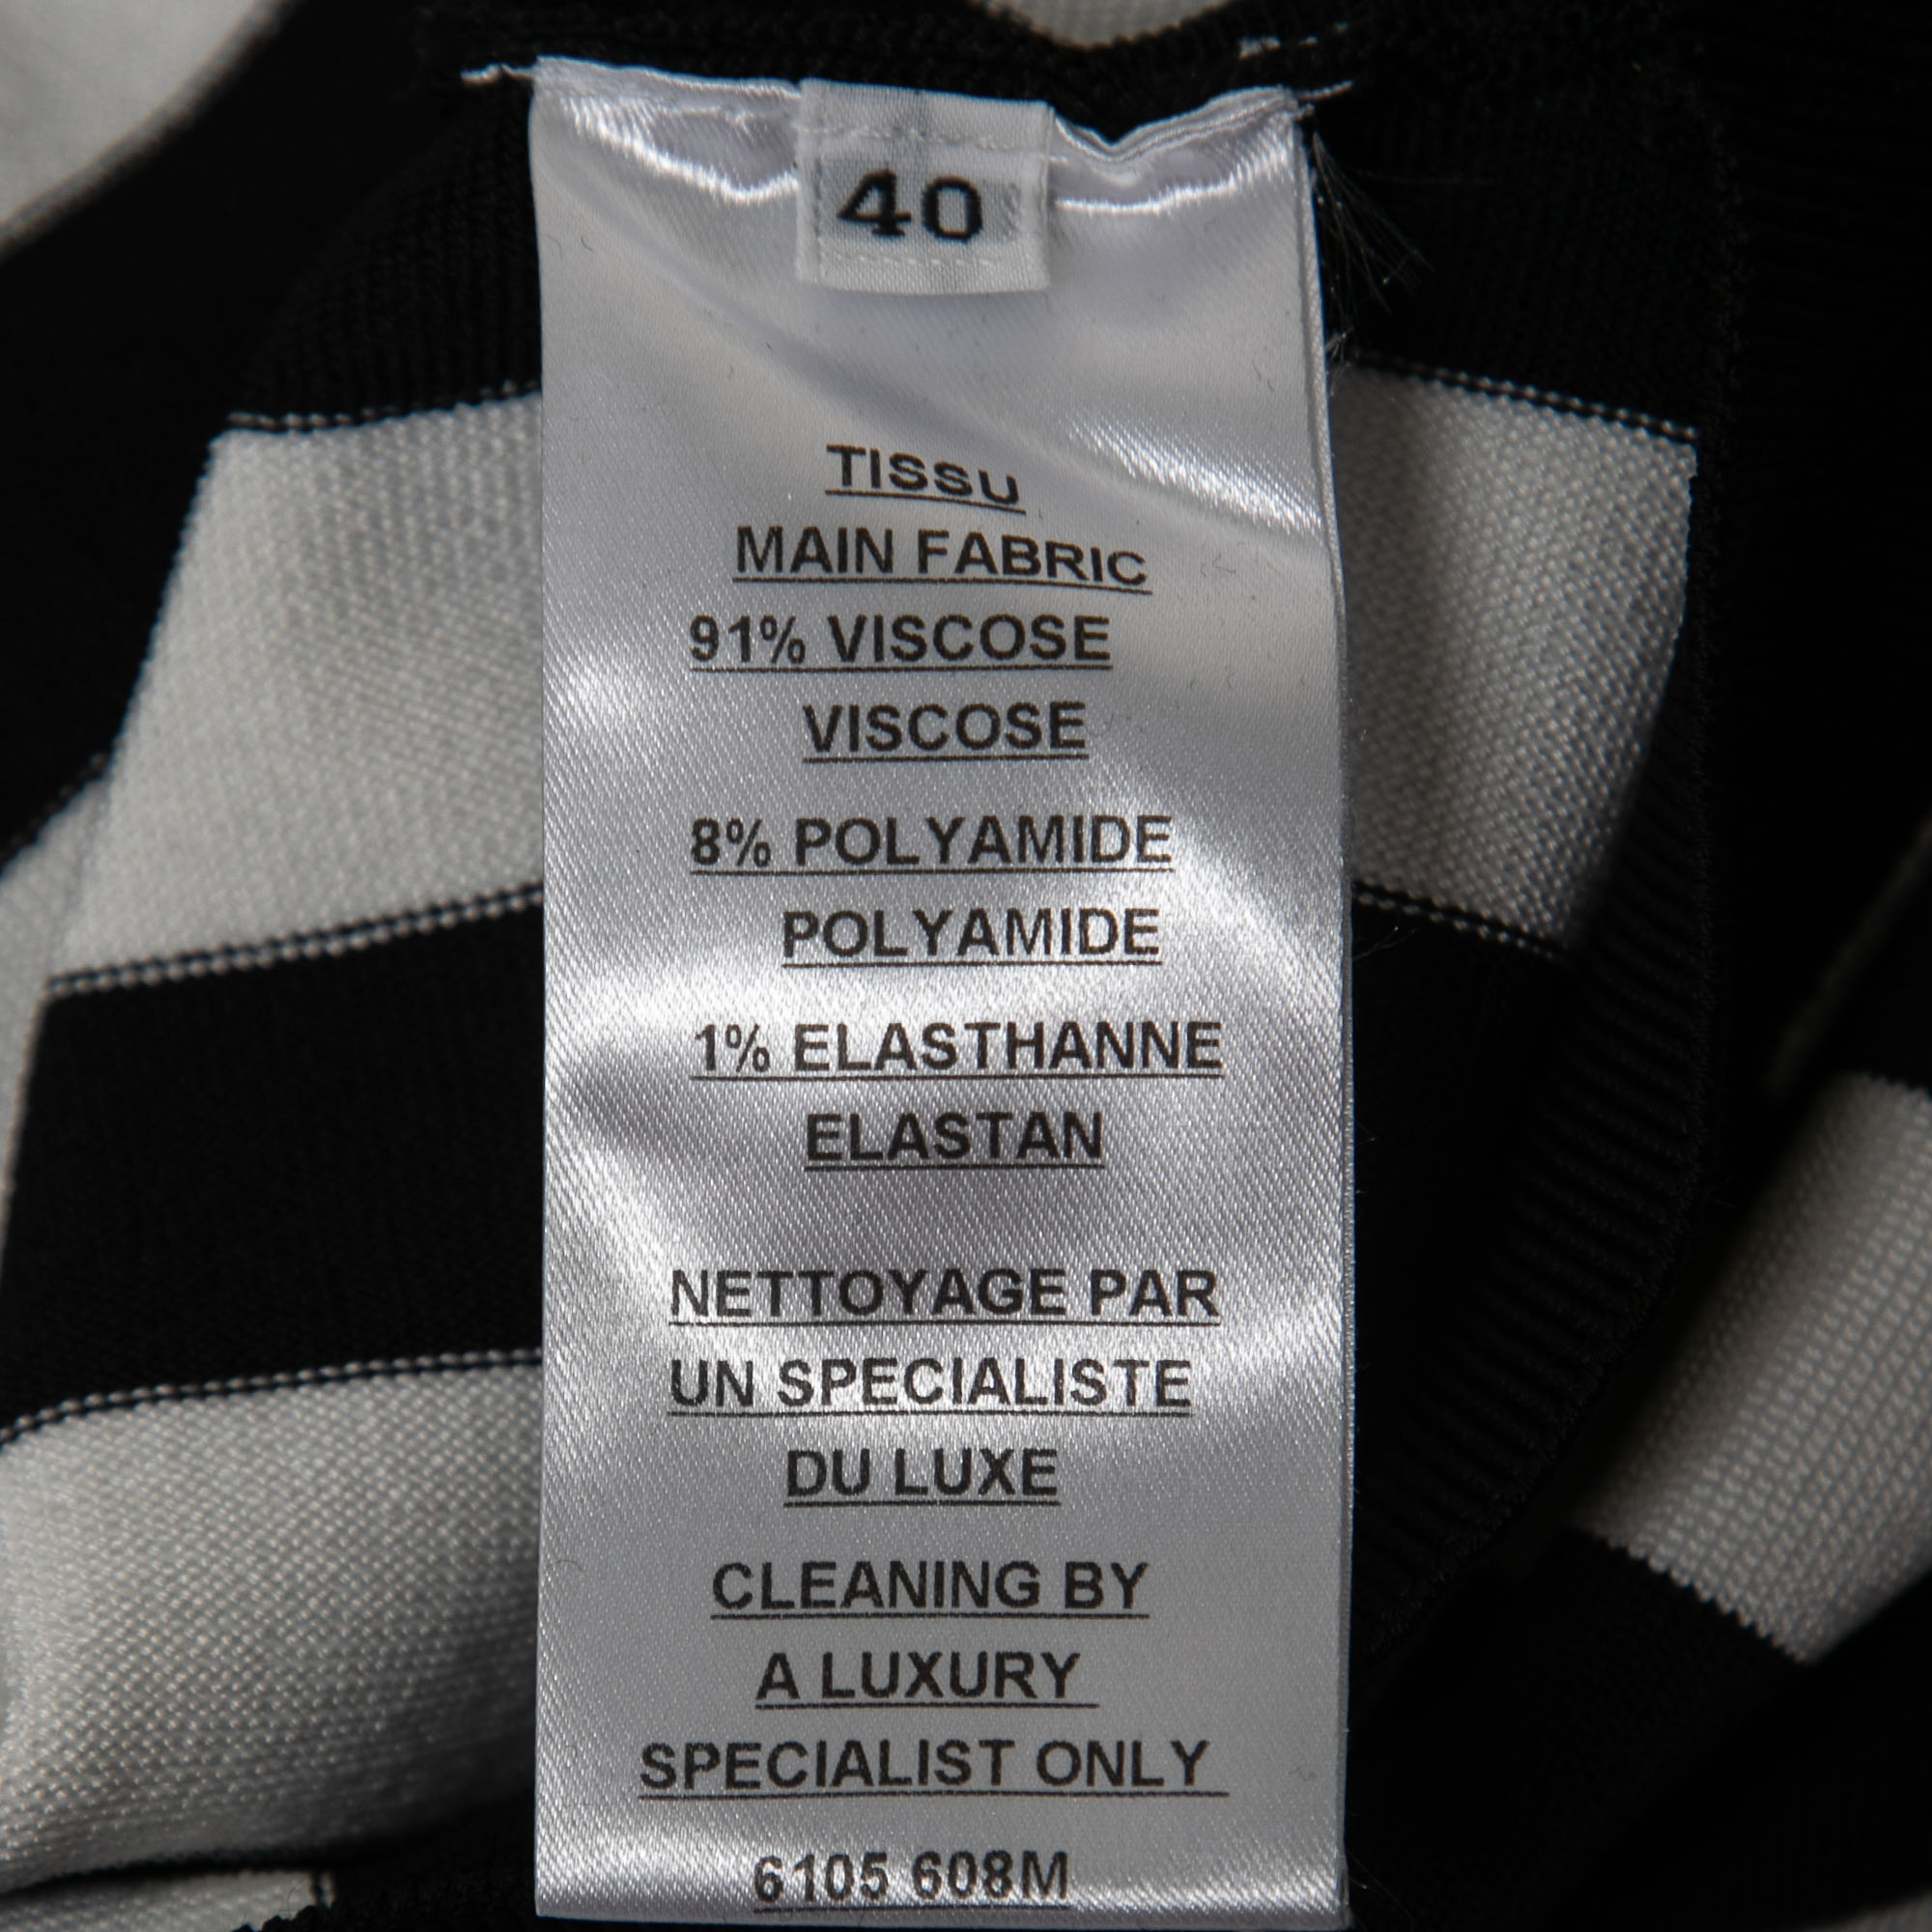 40
TISSU
MAIN FABRIC
91% VISCOSE
VISCOSE
8% POLYAMIDE
POLYAMIDE
1% ELASTHANNE
ELASTAN
NETTOYAGE PAR
UN SPECIALISTE
DU LUXE
CLEANING BY
A LUXURY
SPECIALIST ONLY
6105 608M